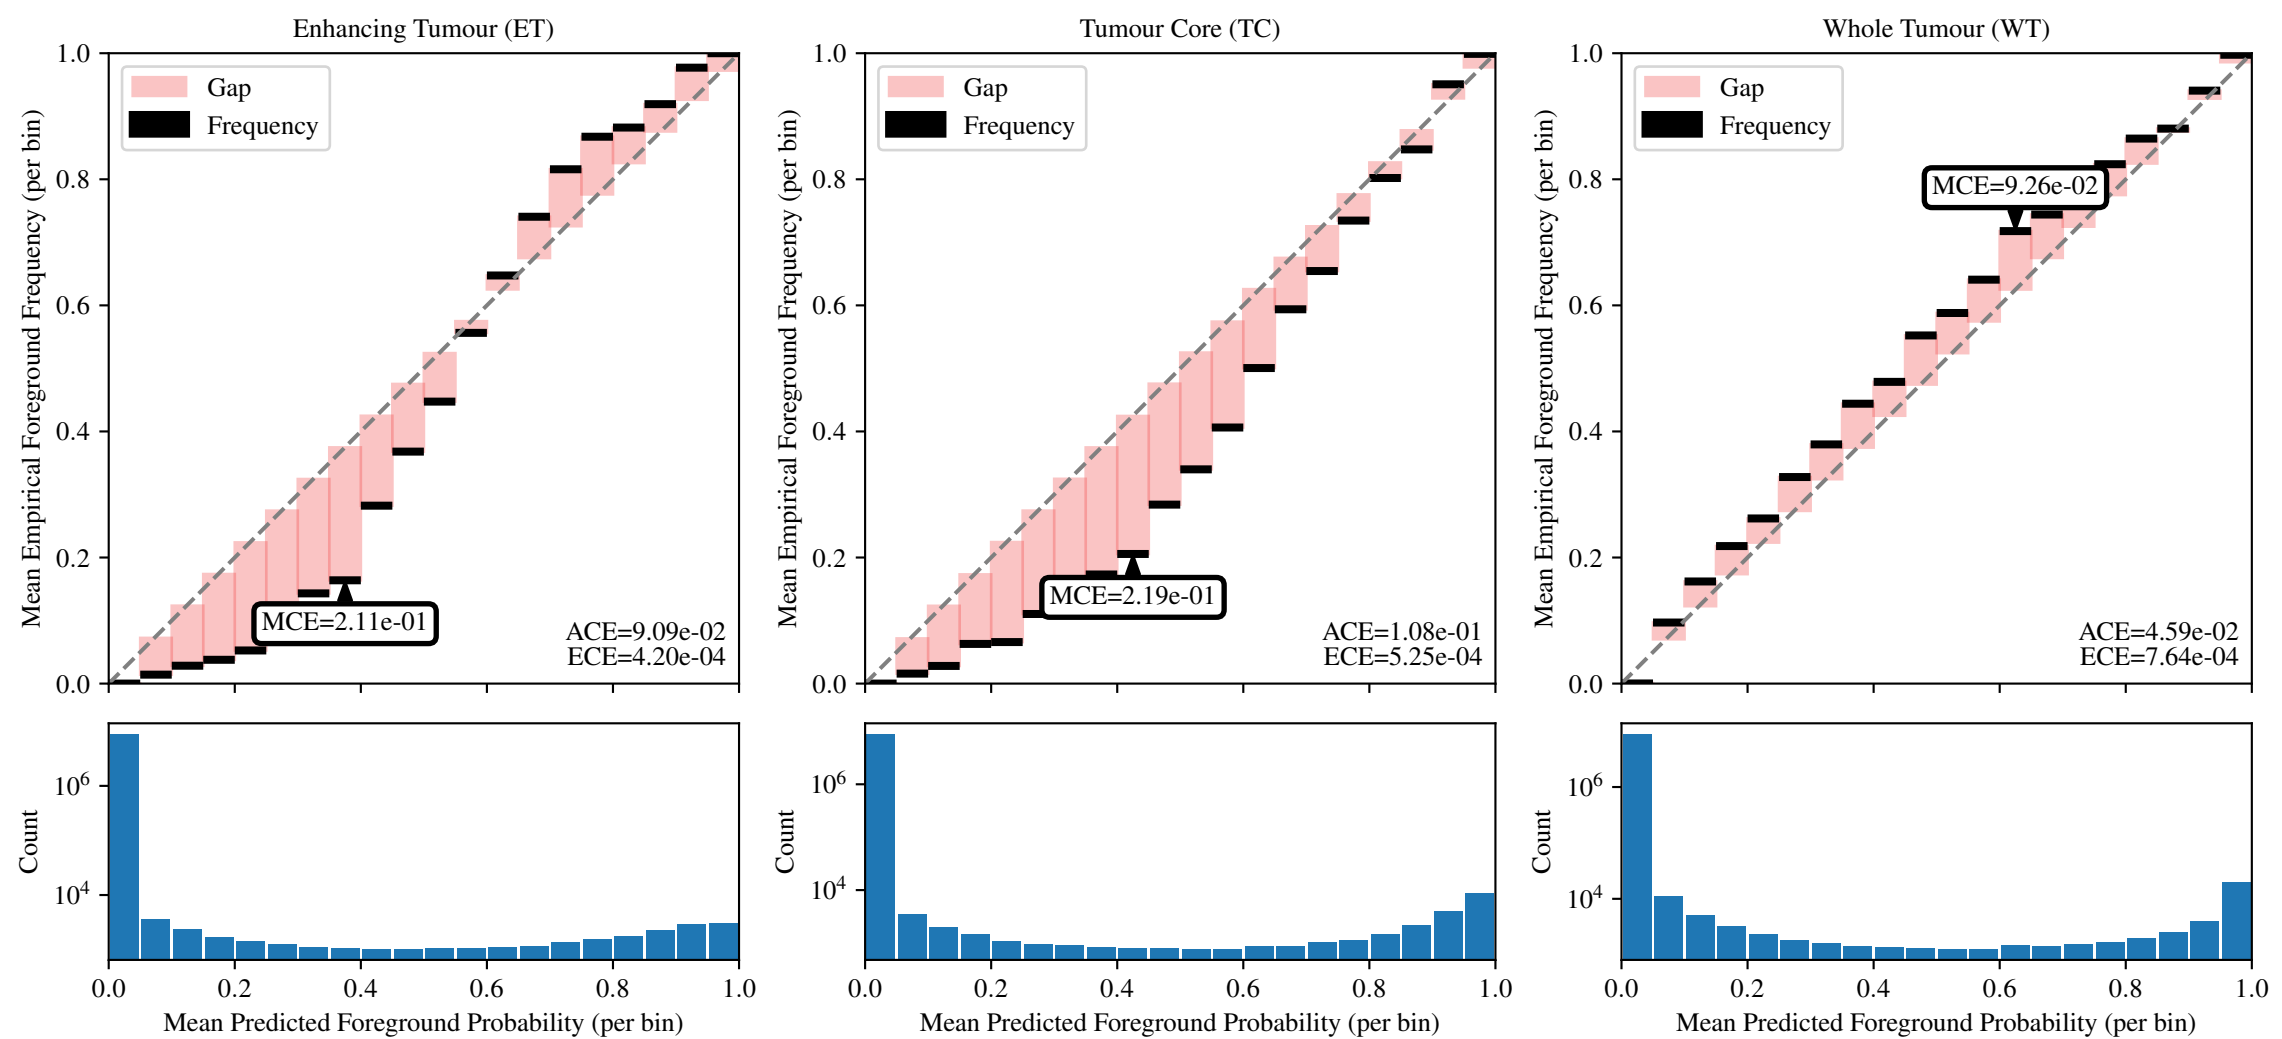 Enhancing Tumour (ET)
Mean Empirical Foreground Frequency (per bin)
1.0
0.8
0.6
0.4
0.2
0.0
Gap
Frequency
MCE=2.11e-01
ACE=9.09e-02
ECE=4.20e-04
Count
10^6
10^4
0.0 0.2 0.4 0.6 0.8 1.0
Mean Predicted Foreground Probability (per bin)
Tumour Core (TC)
Mean Empirical Foreground Frequency (per bin)
1.0
0.8
0.6
0.4
0.2
0.0
Gap
Frequency
MCE=2.19e-01
ACE=1.08e-01
ECE=5.25e-04
Count
10^6
10^4
0.0 0.2 0.4 0.6 0.8 1.0
Mean Predicted Foreground Probability (per bin)
Whole Tumour (WT)
Mean Empirical Foreground Frequency (per bin)
1.0
0.8
0.6
0.4
0.2
0.0
Gap
Frequency
MCE=9.26e-02
ACE=4.59e-02
ECE=7.64e-04
Count
10^6
10^4
0.0 0.2 0.4 0.6 0.8 1.0
Mean Predicted Foreground Probability (per bin)